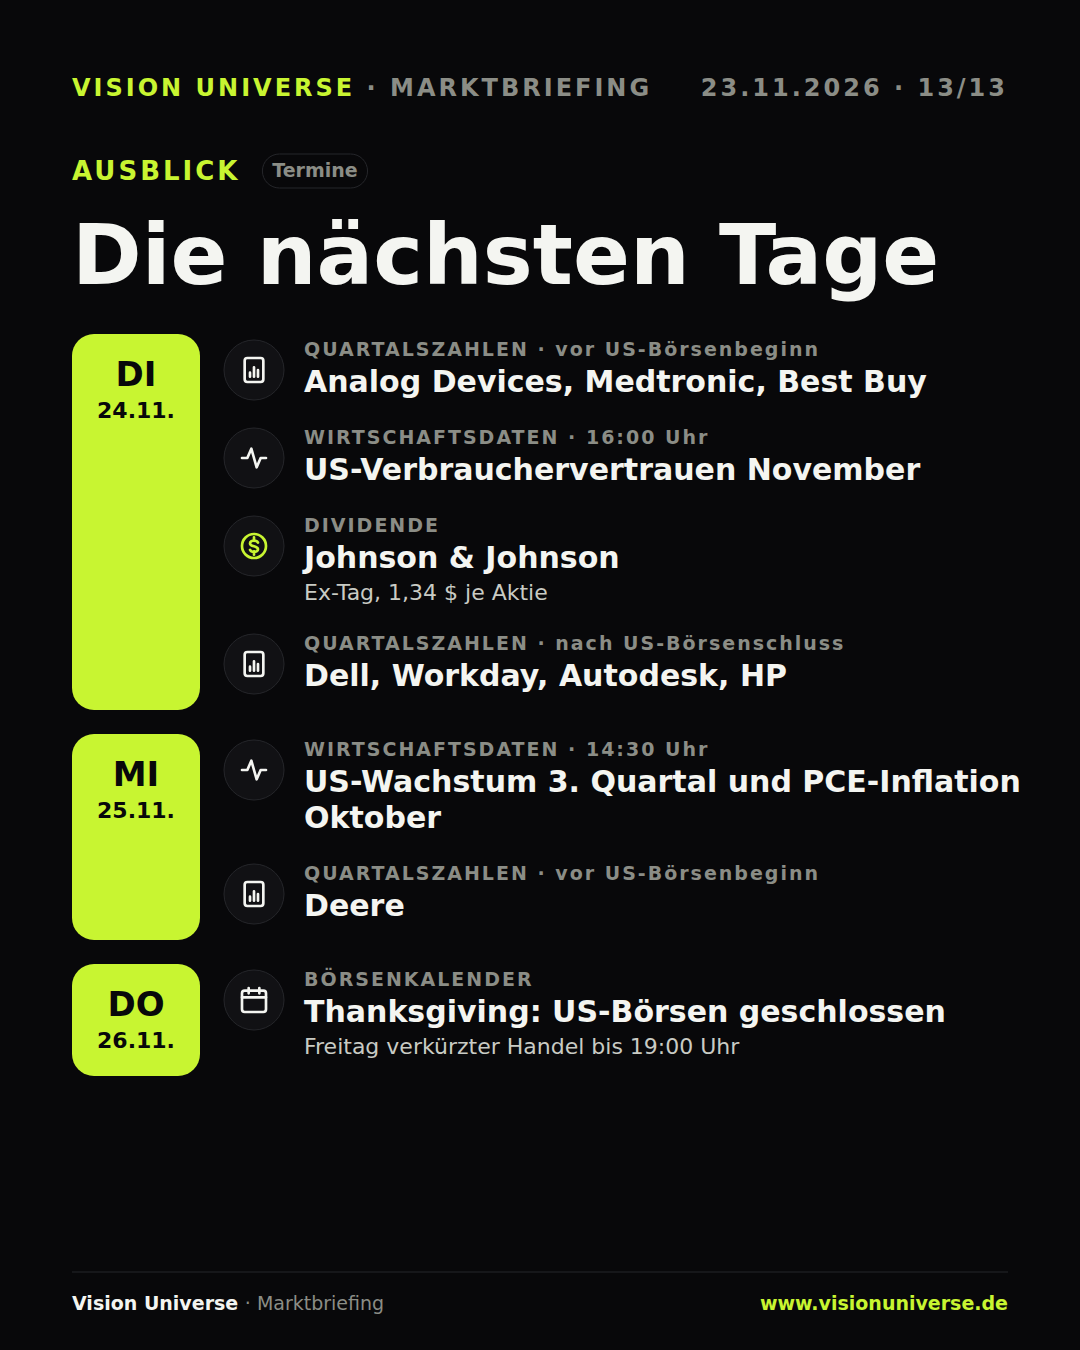 VISION UNIVERSE · MARKTBRIEFING 23.11.2026 · 13/13
AUSBLICK Termine
Die nächsten Tage
DI
24.11.
QUARTALSZAHLEN · vor US-Börsenbeginn
Analog Devices, Medtronic, Best Buy
WIRTSCHAFTSDATEN · 16:00 Uhr
US-Verbrauchervertrauen November
DIVIDENDE
Johnson & Johnson
Ex-Tag, 1,34 $ je Aktie
QUARTALSZAHLEN · nach US-Börsenschluss
Dell, Workday, Autodesk, HP
MI
25.11.
WIRTSCHAFTSDATEN · 14:30 Uhr
US-Wachstum 3. Quartal und PCE-Inflation
Oktober
QUARTALSZAHLEN · vor US-Börsenbeginn
Deere
DO
26.11.
BÖRSENKALENDER
Thanksgiving: US-Börsen geschlossen
Freitag verkürzter Handel bis 19:00 Uhr
Vision Universe · Marktbriefing www.visionuniverse.de